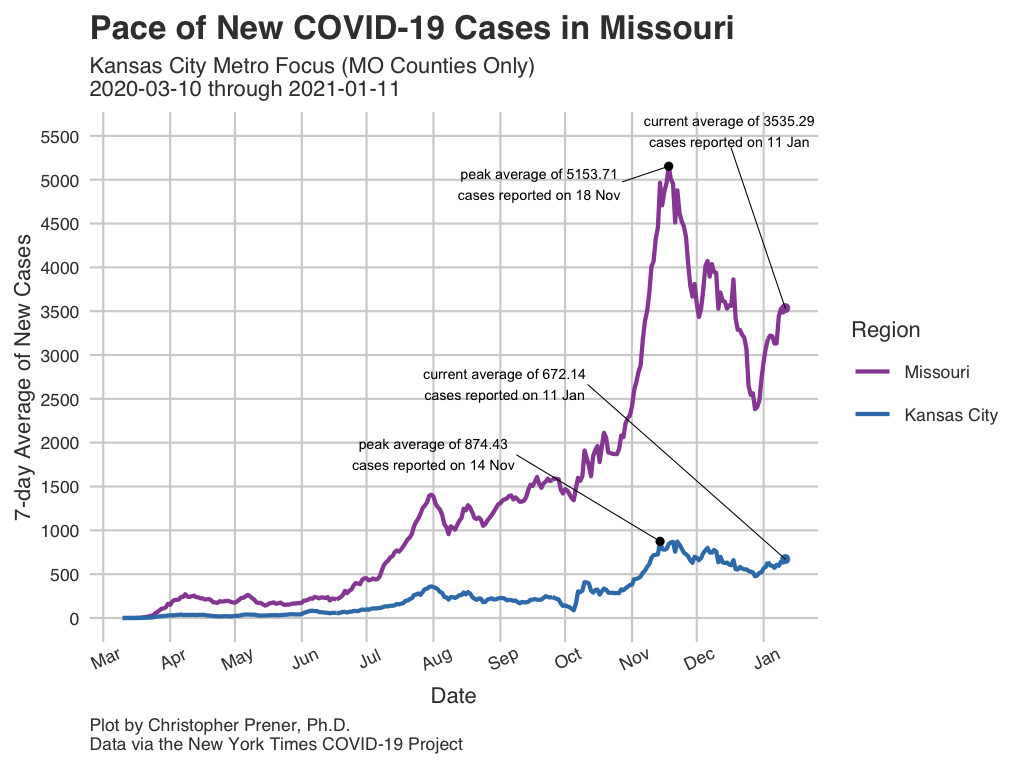 Pace of New COVID-19 Cases in Missouri
Kansas City Metro Focus (MO Counties Only)
2020-03-10 through 2021-01-11
7-day Average of New Cases
5500
5000
4500
4000
3500
3000
2500
2000
1500
1000
500
0
current average of 3535.29
cases reported on 11 Jan
peak average of 5153.71
cases reported on 18 Nov
current average of 672.14
cases reported on 11 Jan
peak average of 874.43
cases reported on 14 Nov
Region
Missouri
Kansas City
Mar Apr May Jun Jul Aug Sep Oct Nov Dec Jan
Date
Plot by Christopher Prener, Ph.D.
Data via the New York Times COVID-19 Project